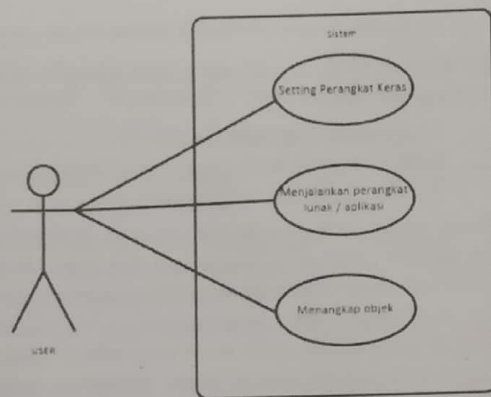 Sistem
Setting Perangkat Keras
Menjalankan perangkat
lunak / aplikasi
Menangkap objek
USER